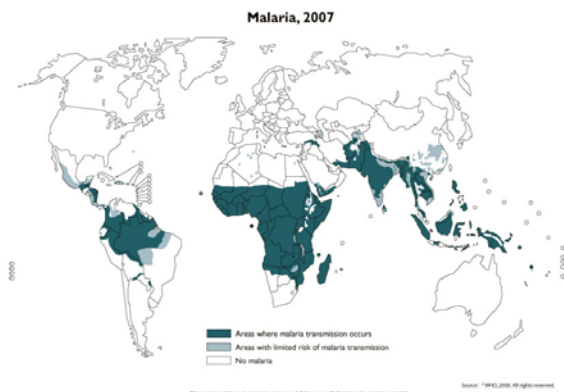 Malaria, 2007
Areas where malaria transmission occurs
Areas with limited risk of malaria transmission
No malaria
Source: © WHO, 2008. All rights reserved.